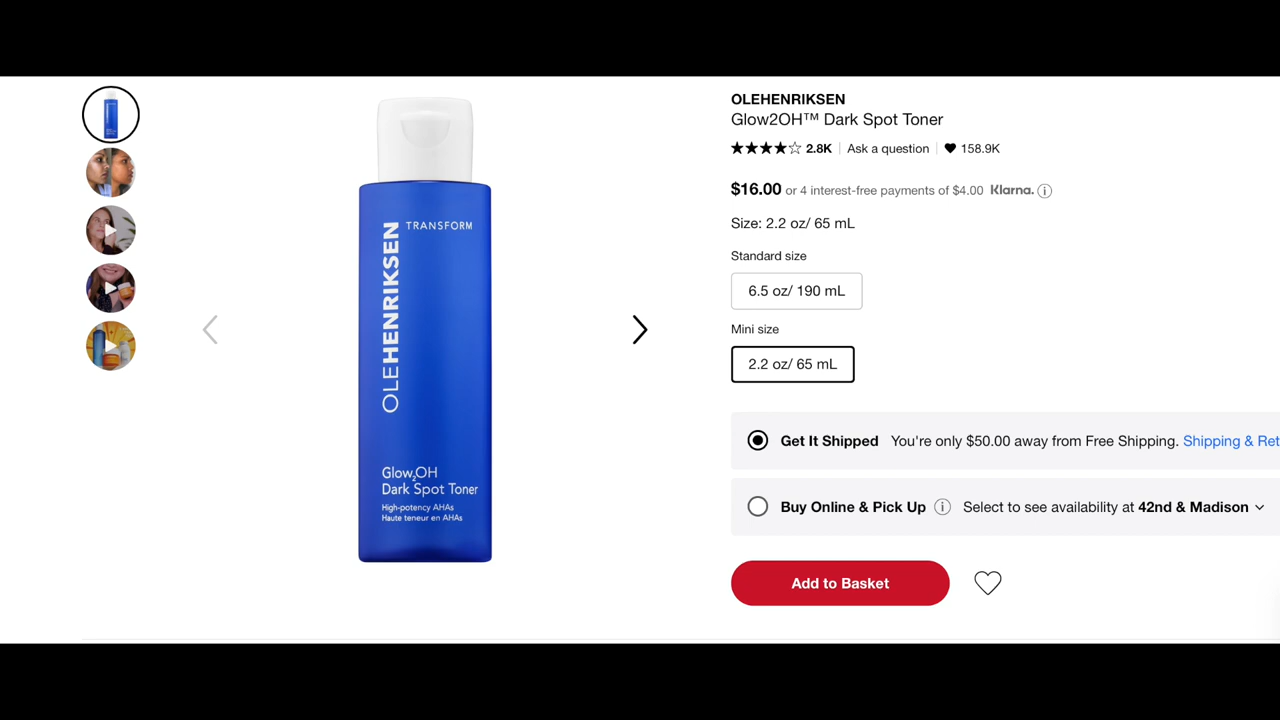 OLEHENRIKSEN
Glow2OH™ Dark Spot Toner
2.8K Ask a question 158.9K
$16.00 or 4 interest-free payments of $4.00 Klarna.
Size: 2.2 oz/ 65 mL
Standard size
6.5 oz/ 190 mL
Mini size
2.2 oz/ 65 mL
Get It Shipped You're only $50.00 away from Free Shipping. Shipping & Ret
Buy Online & Pick Up Select to see availability at 42nd & Madison
Add to Basket
OLEHENRIKSEN
TRANSFORM
Glow2OH
Dark Spot Toner
High-potency AHAs
Haute teneur en AHAs